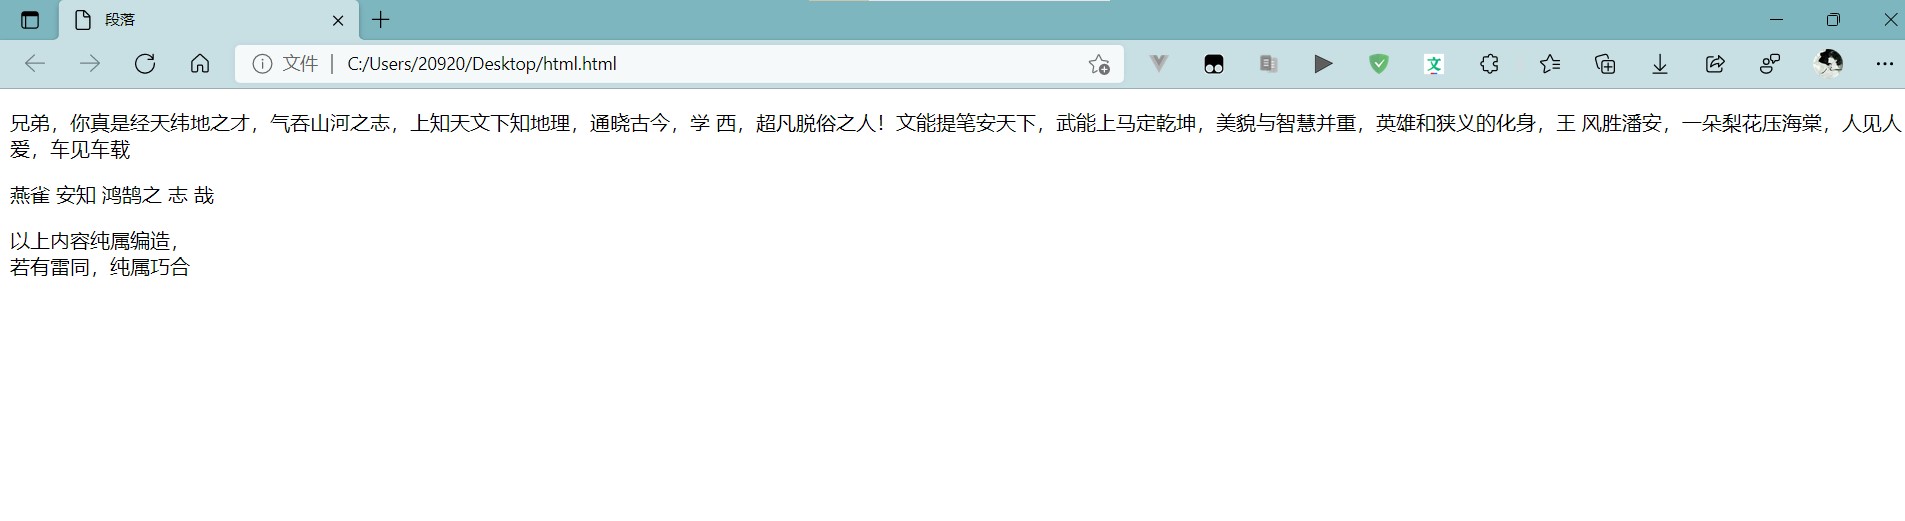 段落
文件 | C:/Users/20920/Desktop/html.html
文
兄弟，你真是经天纬地之才，气吞山河之志，上知天文下知地理，通晓古今，学 西，超凡脱俗之人！文能提笔安天下，武能上马定乾坤，美貌与智慧并重，英雄和狭义的化身，王 风胜潘安，一朵梨花压海棠，人见人
爱，车见车载
燕雀 安知 鸿鹄之 志 哉
以上内容纯属编造，
若有雷同，纯属巧合